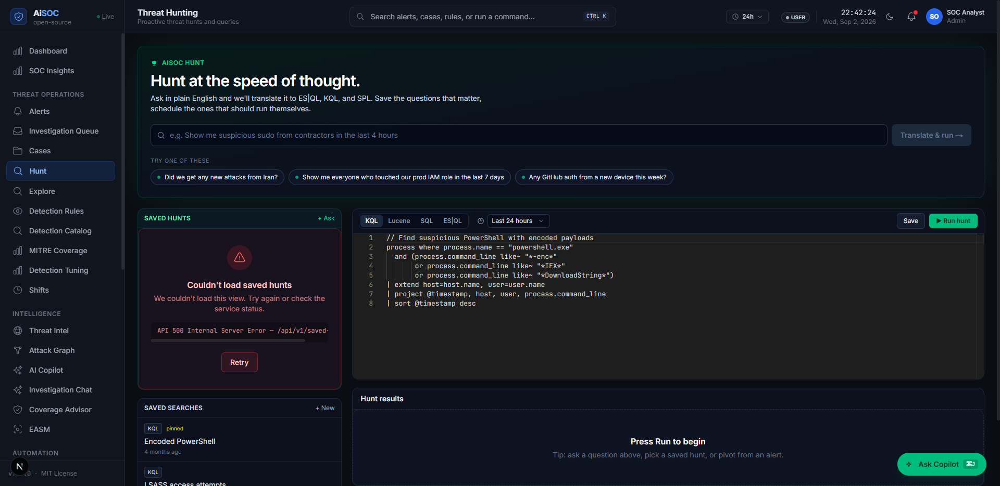 AiSOC
open-source
Live
Threat Hunting
Proactive threat hunts and queries
Search alerts, cases, rules, or run a command...
CTRL K
24h
USER
22:42:24
Wed, Sep 2, 2026
SO
SOC Analyst
Admin
Dashboard
SOC Insights
THREAT OPERATIONS
Alerts
Investigation Queue
Cases
Hunt
Explore
Detection Rules
Detection Catalog
MITRE Coverage
Detection Tuning
Shifts
INTELLIGENCE
Threat Intel
Attack Graph
AI Copilot
Investigation Chat
Coverage Advisor
EASM
AUTOMATION
N
· MIT License
AISOC HUNT
Hunt at the speed of thought.
Ask in plain English and we'll translate it to ES|QL, KQL, and SPL. Save the questions that matter,
schedule the ones that should run themselves.
e.g. Show me suspicious sudo from contractors in the last 4 hours
Translate & run →
TRY ONE OF THESE
Did we get any new attacks from Iran?
Show me everyone who touched our prod IAM role in the last 7 days
Any GitHub auth from a new device this week?
SAVED HUNTS
+ Ask
Couldn't load saved hunts
We couldn't load this view. Try again or check the
service status.
API 500 Internal Server Error — /api/v1/saved-
Retry
SAVED SEARCHES
+ New
KQL pinned
Encoded PowerShell
4 months ago
KQL
LSASS access attempts
KQL Lucene SQL ES|QL
Last 24 hours
Save
▶ Run hunt
1 // Find suspicious PowerShell with encoded payloads
2 process where process.name == "powershell.exe"
3 and (process.command_line like~ "*-enc*"
4 or process.command_line like~ "*IEX*"
5 or process.command_line like~ "*DownloadString*")
6 | extend host=host.name, user=user.name
7 | project @timestamp, host, user, process.command_line
8 | sort @timestamp desc
Hunt results
Press Run to begin
Tip: ask a question above, pick a saved hunt, or pivot from an alert.
Ask Copilot ⌘J